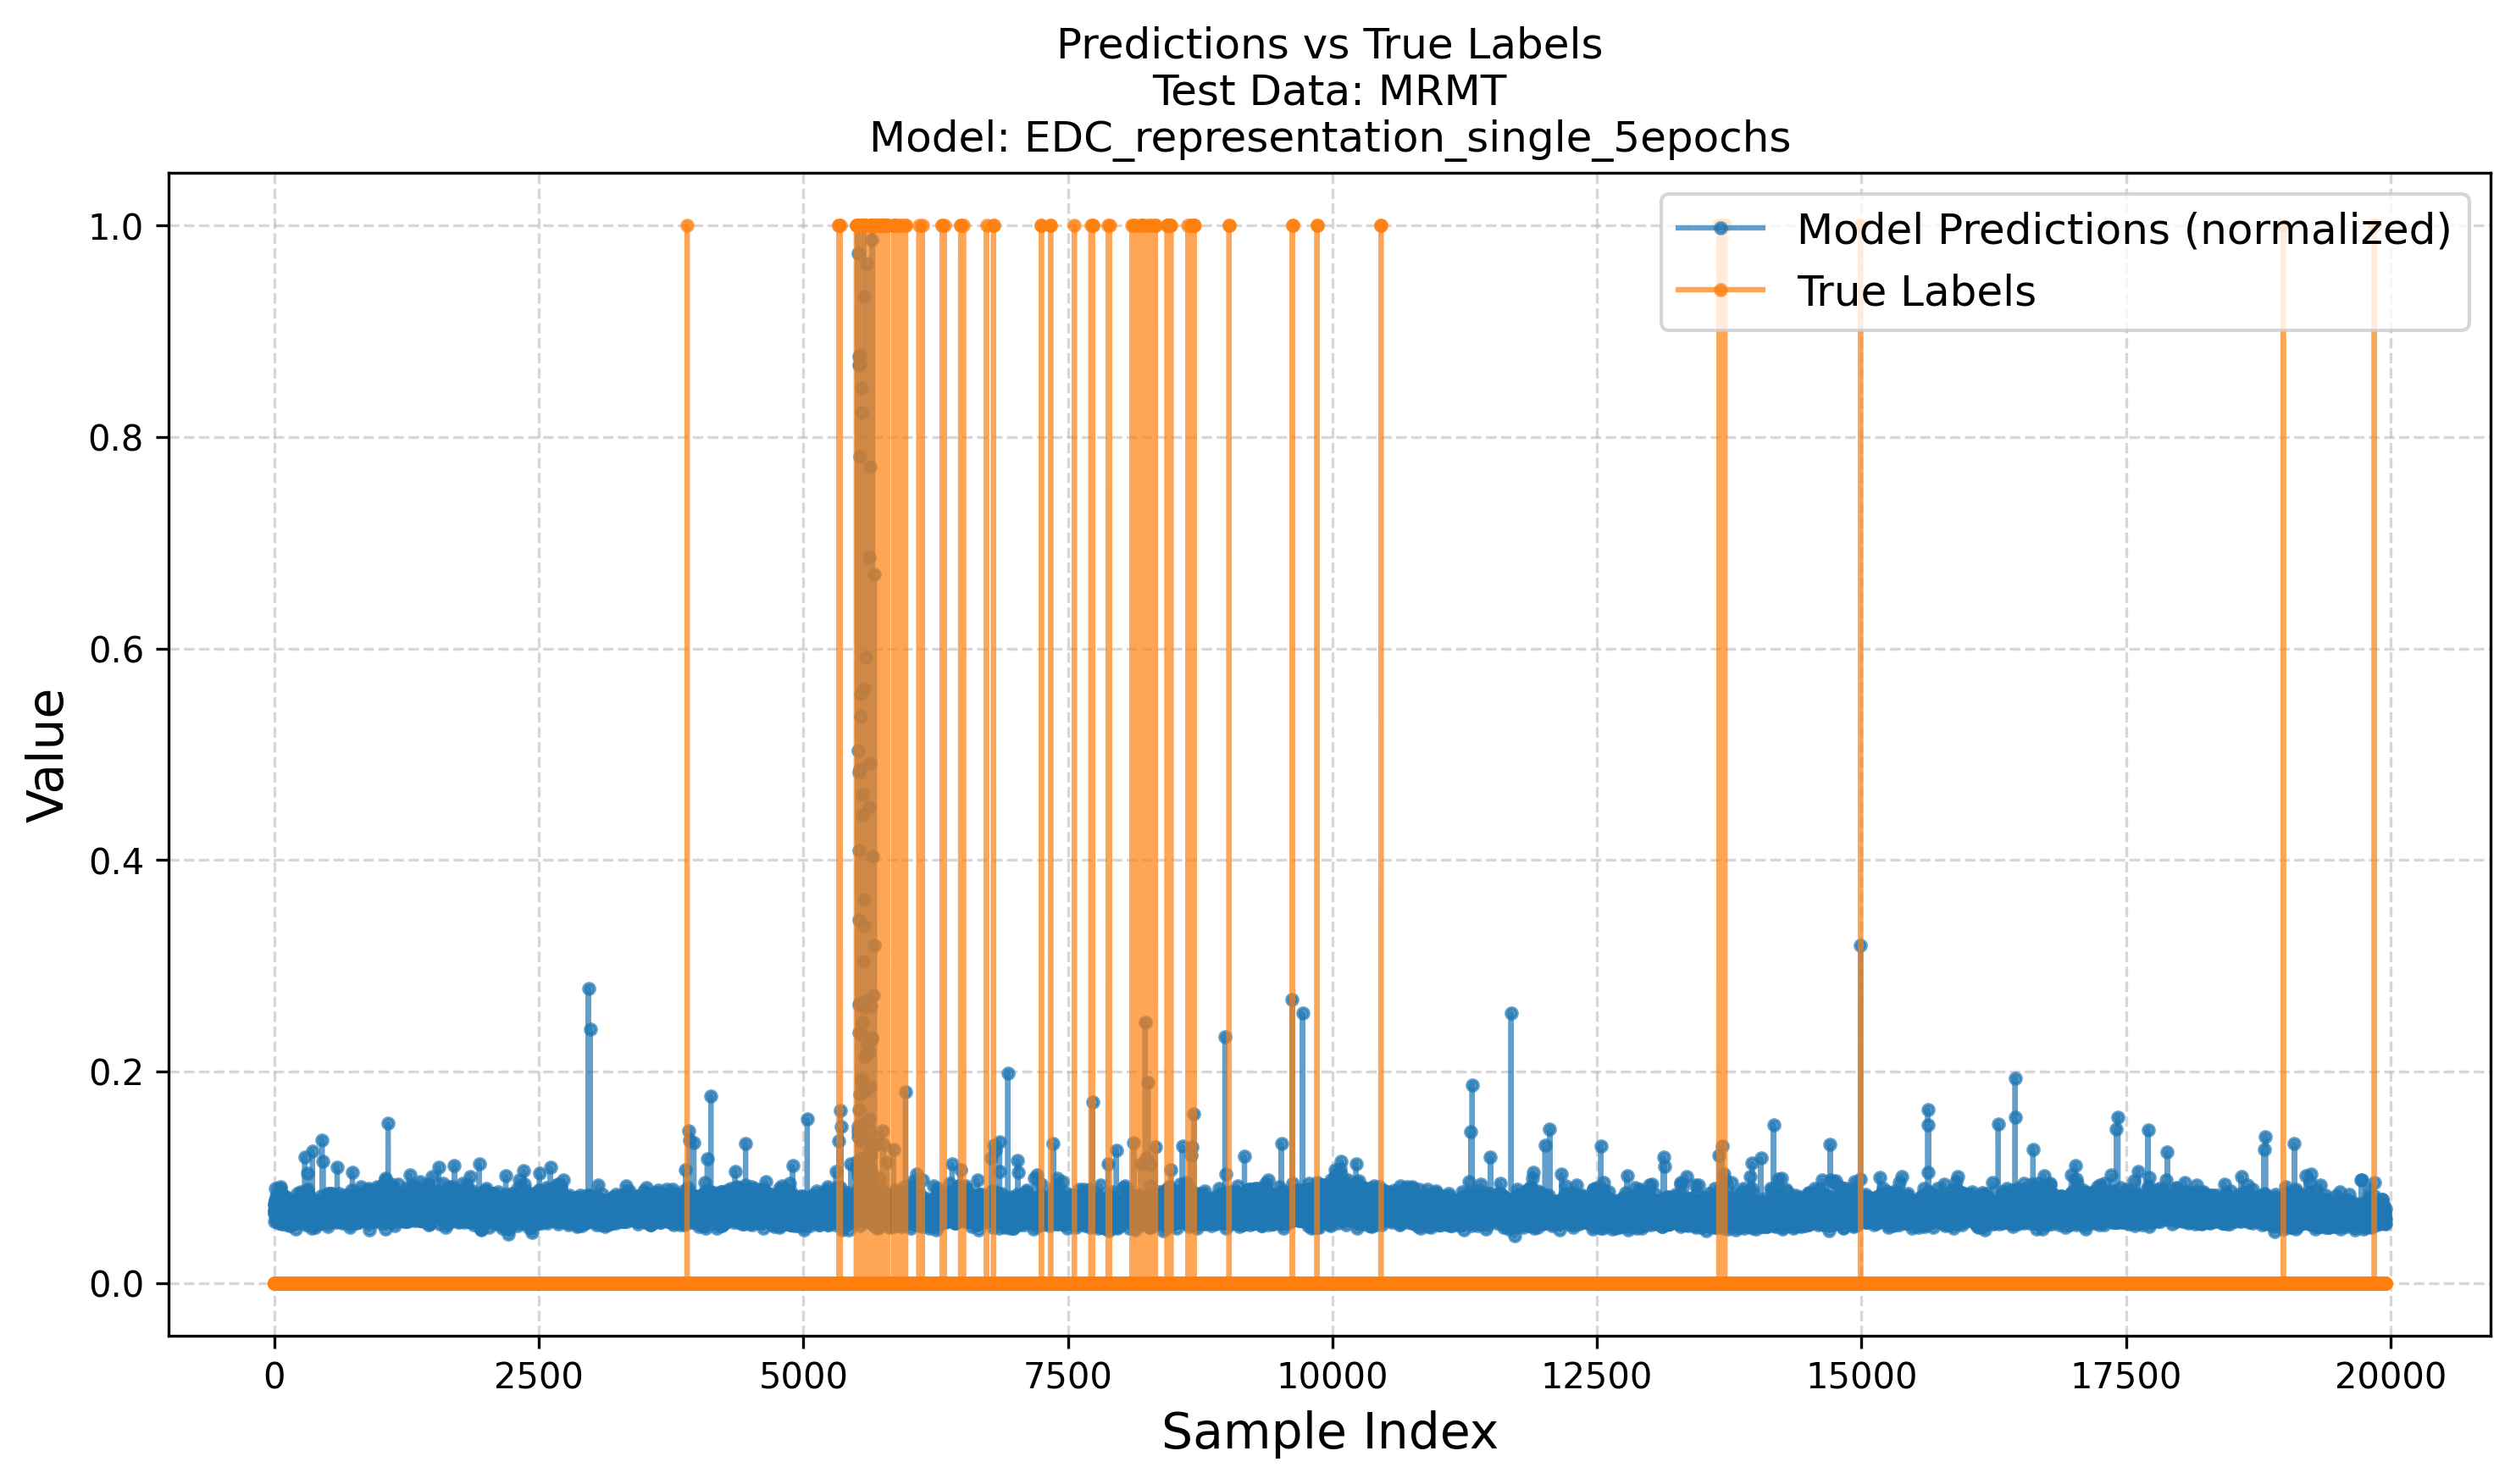 Predictions vs True Labels
Test Data: MRMT
Model: EDC_representation_single_5epochs
Model Predictions (normalized)
True Labels
Value
1.0
0.8
0.6
0.4
0.2
0.0
0 2500 5000 7500 10000 12500 15000 17500 20000
Sample Index